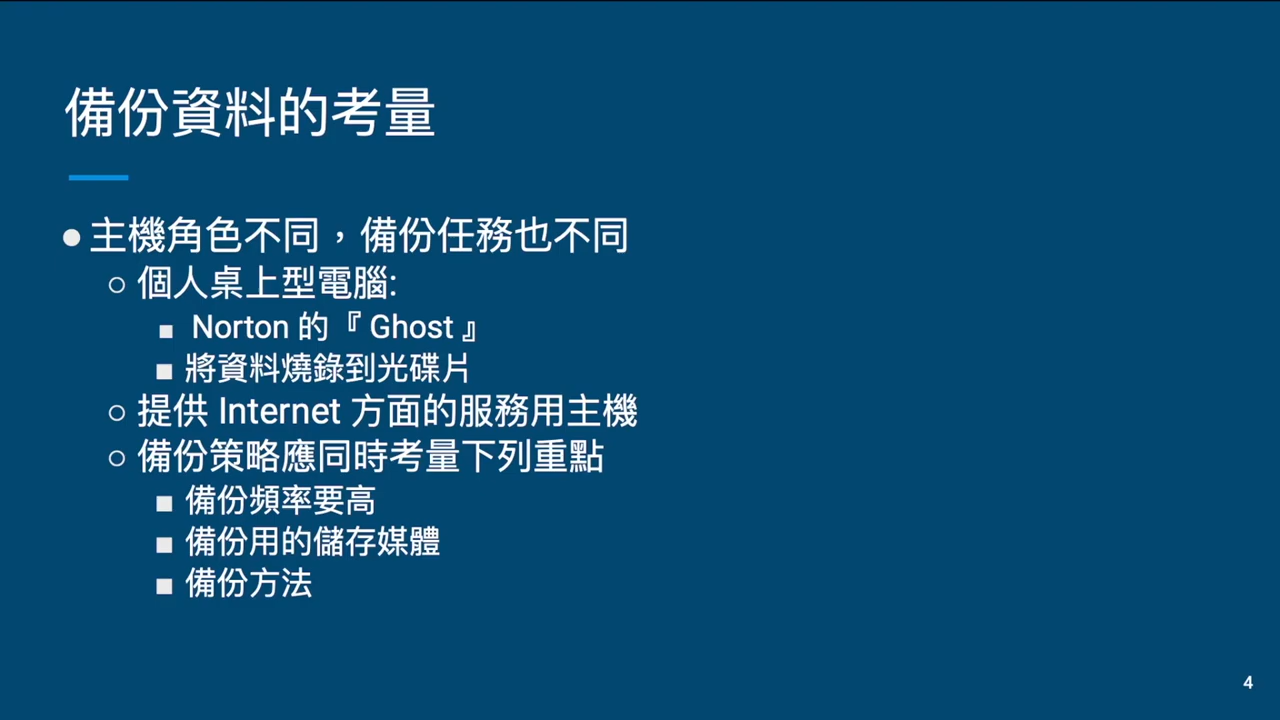 備份資料的考量
● 主機角色不同，備份任務也不同
○ 個人桌上型電腦:
■ Norton 的『 Ghost 』
■ 將資料燒錄到光碟片
○ 提供 Internet 方面的服務用主機
○ 備份策略應同時考量下列重點
■ 備份頻率要高
■ 備份用的儲存媒體
■ 備份方法
4